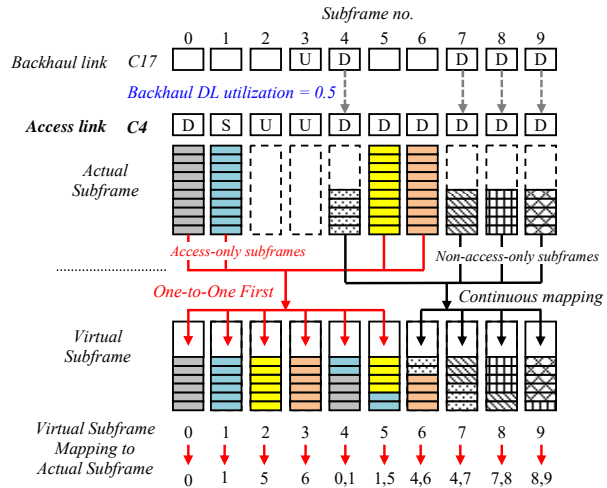 Subframe no.
0 1 2 3 4 5 6 7 8 9
Backhaul link C17 U D D D D
Backhaul DL utilization = 0.5
Access link C4 D S U U D D D D D D
Actual
Subframe
Access-only subframes
Non-access-only subframes
One-to-One First
Continuous mapping
Virtual
Subframe
Virtual Subframe
Mapping to
Actual Subframe
0 1 2 3 4 5 6 7 8 9
0 1 5 6 0,1 1,5 4,6 4,7 7,8 8,9